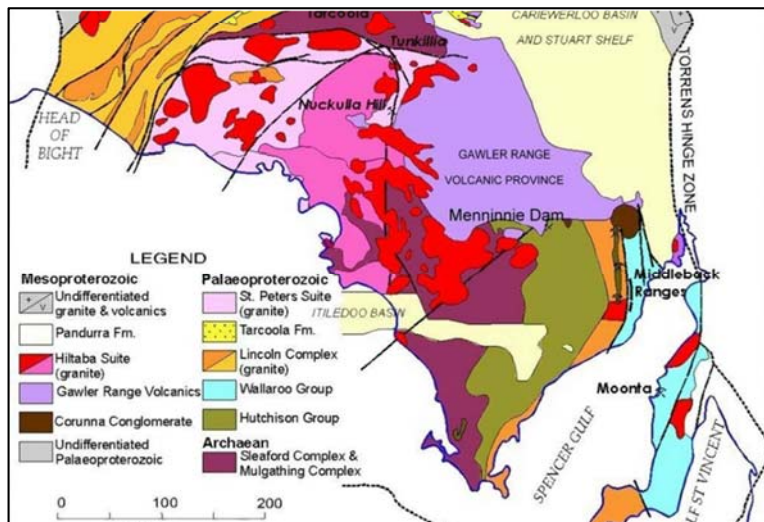 Tarcoola
CARIEWERLOO BASIN
AND STUART SHELF
Tunkillia
HEAD
OF
BIGHT
Nuckulla Hill
TORRENS HINGE ZONE
GAWLER RANGE
VOLCANIC PROVINCE
Menninnie Dam
Middleback
Ranges
ITILEDOO BASIN
Moonta
SPENCER GULF
LF ST VINCENT
LEGEND
Mesoproterozoic
Undifferentiated
granite & volcanics
Pandurra Fm.
Hiltaba Suite
(granite)
Gawler Range Volcanics
Corunna Conglomerate
Undifferentiated
Palaeoproterozoic
Palaeoproterozoic
St. Peters Suite
(granite)
Tarcoola Fm.
Lincoln Complex
(granite)
Wallaroo Group
Hutchison Group
Archaean
Sleaford Complex &
Mulgathing Complex
0 100 200